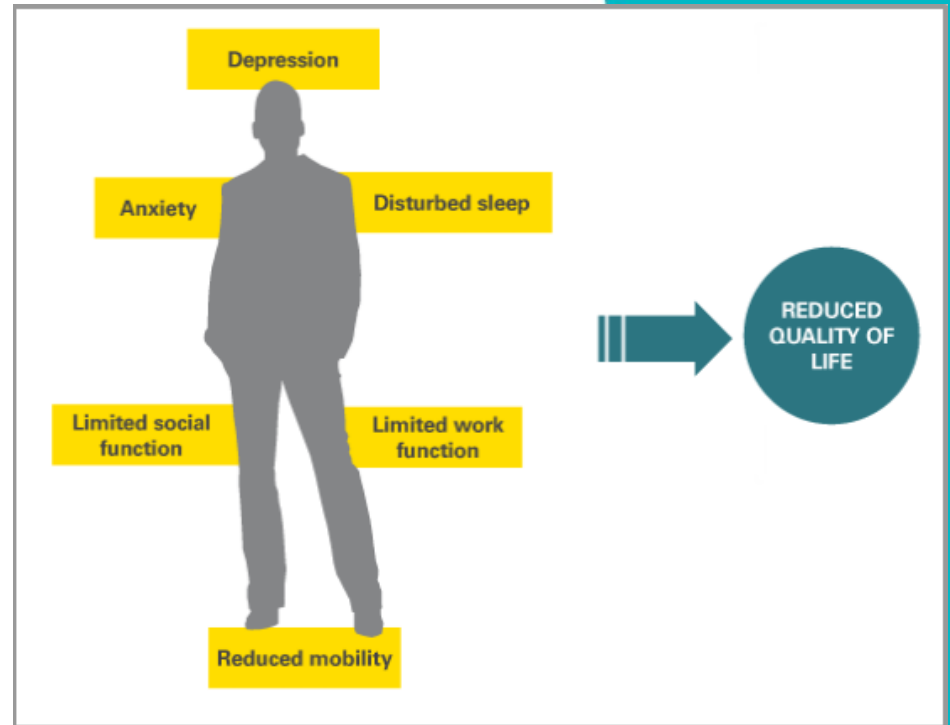 Depression
Anxiety
Disturbed sleep
Limited social
function
Limited work
function
Reduced mobility
REDUCED
QUALITY OF
LIFE